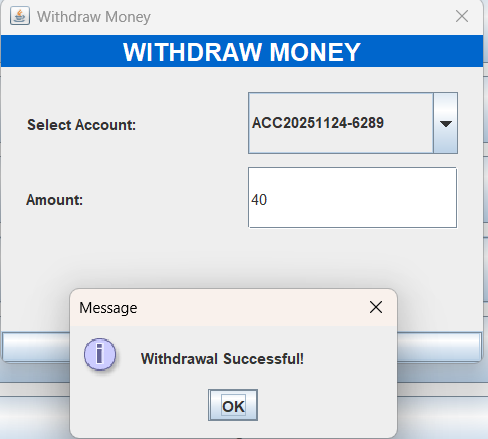 Withdraw Money
WITHDRAW MONEY
Select Account:
ACC20251124-6289
Amount:
40
Message
Withdrawal Successful!
OK